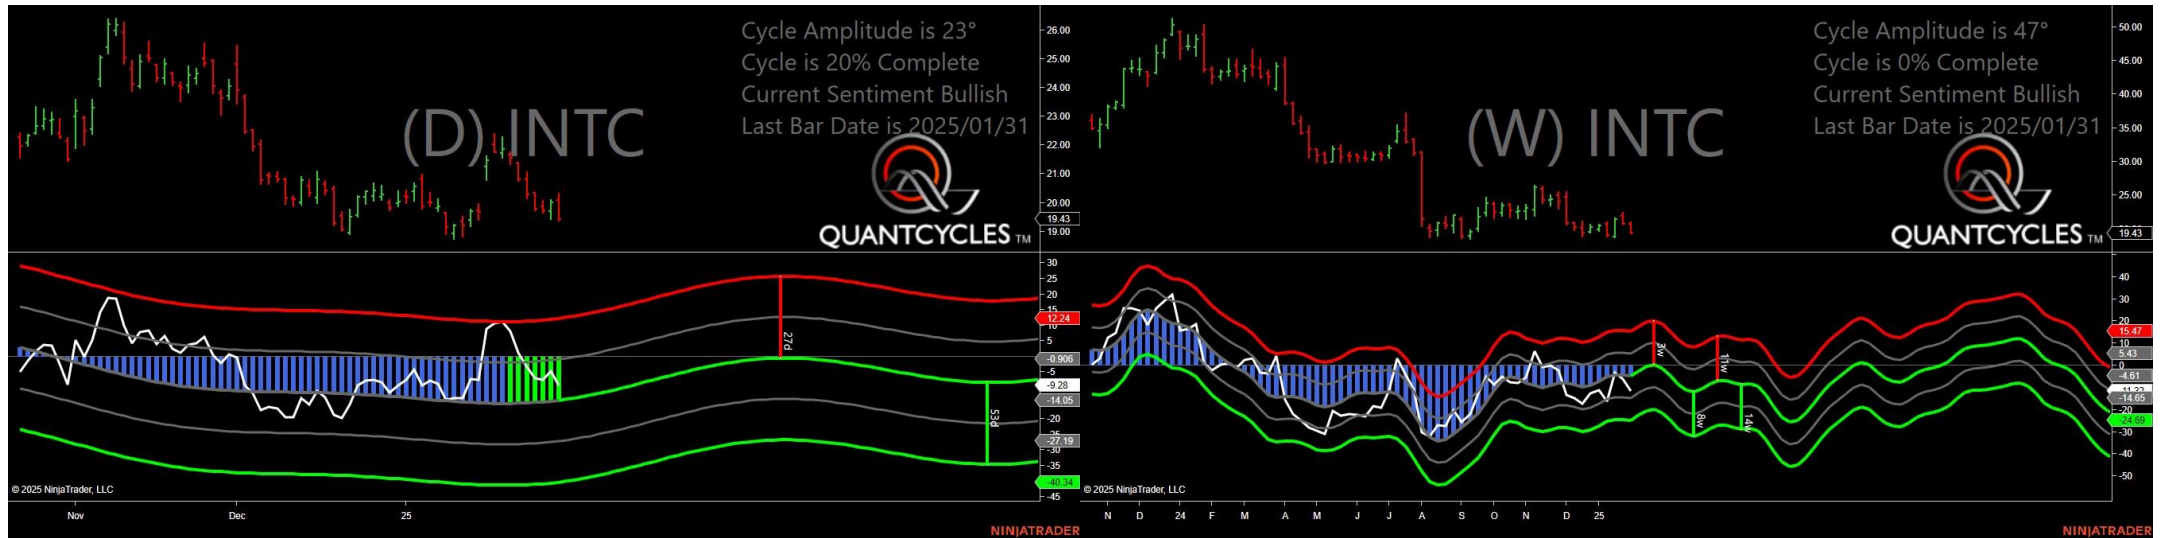 Cycle Amplitude is 23°
Cycle is 20% Complete
Current Sentiment Bullish
Last Bar Date is 2025/01/31
(D) INTC
QUANTCYCLES TM
26.00
25.00
24.00
23.00
22.00
21.00
20.00
19.43
19.00
30
25
20
15
12.24
10
5
-0.906
-5
-9.28
-14.05
-20
-27.19
-30
-35
-40.34
-45
27d
53d
© 2025 NinjaTrader, LLC
Nov
Dec
25
NINJATRADER
Cycle Amplitude is 47°
Cycle is 0% Complete
Current Sentiment Bullish
Last Bar Date is 2025/01/31
(W) INTC
QUANTCYCLES TM
50.00
45.00
40.00
35.00
30.00
25.00
19.43
40
30
20
15.47
10
5.43
0
-4.61
-14.65
-20
-24.69
-30
-40
-50
3w
11w
8w
14w
© 2025 NinjaTrader, LLC
N D 24 F M A M J J A S O N D 25
NINJATRADER